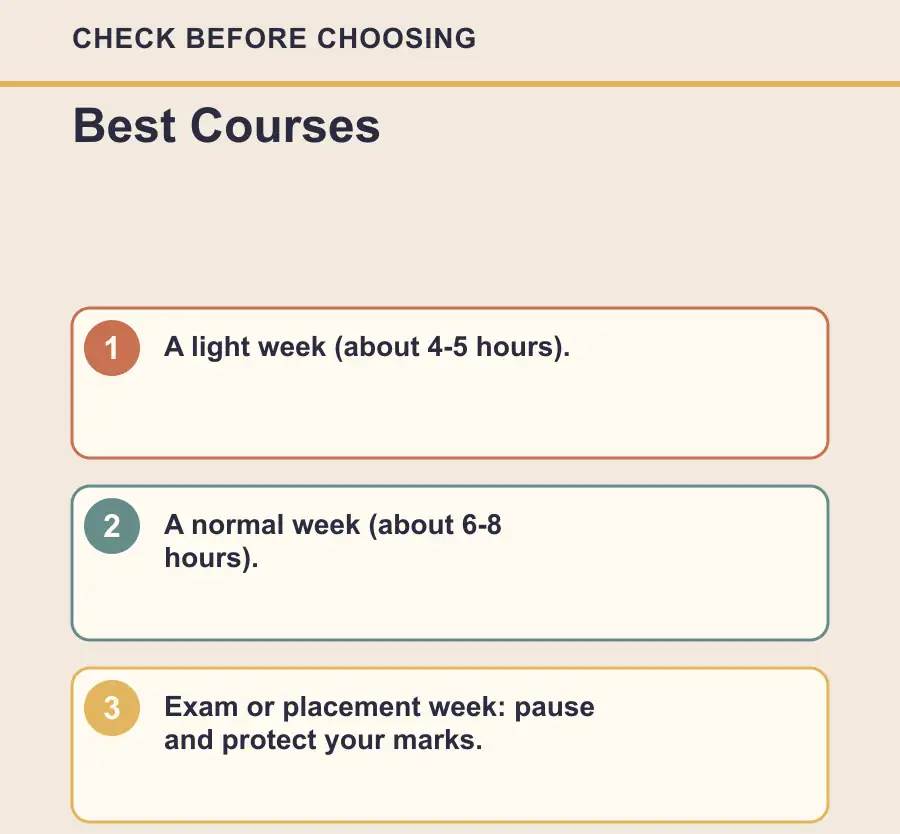 CHECK BEFORE CHOOSING
Best Courses
1 A light week (about 4-5 hours).
2 A normal week (about 6-8
hours).
3 Exam or placement week: pause
and protect your marks.